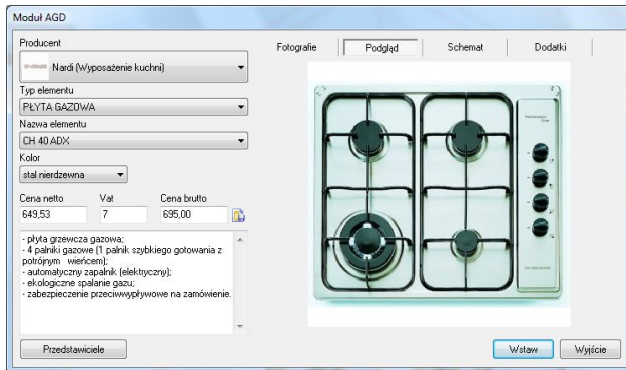 Moduł AGD
Producent
Nardi (Wyposażenie kuchni)
Typ elementu
PŁYTA GAZOWA
Nazwa elementu
CH 40 ADX
Kolor
stal nierdzewna
Cena netto Vat Cena brutto
649,53 7 695,00
- płyta grzewcza gazowa;
- 4 palniki gazowe (1 palnik szybkiego gotowania z
potrójnym wieńcem);
- automatyczny zapalnik (elektryczny);
- ekologiczne spalanie gazu;
- zabezpieczenie przeciwwypływowe na zamówienie.
Przedstawiciele
Fotografie Podgląd Schemat Dodatki
Wstaw Wyjście